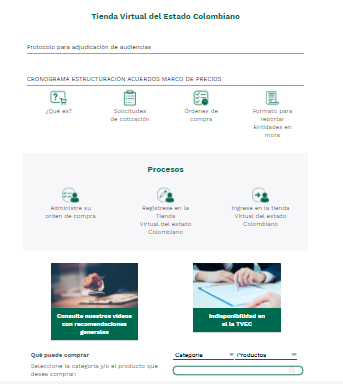 Tienda Virtual del Estado Colombiano
Protocolo para adjudicación de audiencias
CRONOGRAMA ESTRUCTURACIÓN ACUERDOS MARCO DE PRECIOS
¿Qué es?
Solicitudes
de cotización
Órdenes de
compra
Formato para
reportar
Entidades en
mora
Procesos
Administre su
orden de compra
Regístrese en la
Tienda
Virtual del estado
Colombiano
Ingrese en la tienda
Virtual del estado
Colombiano
Consulte nuestros videos
con recomendaciones
generales
Indisponibilidad en
el la TVEC
Qué puede comprar
Seleccione la categoría y/o el producto que
desea comprar:
Categoría
Productos